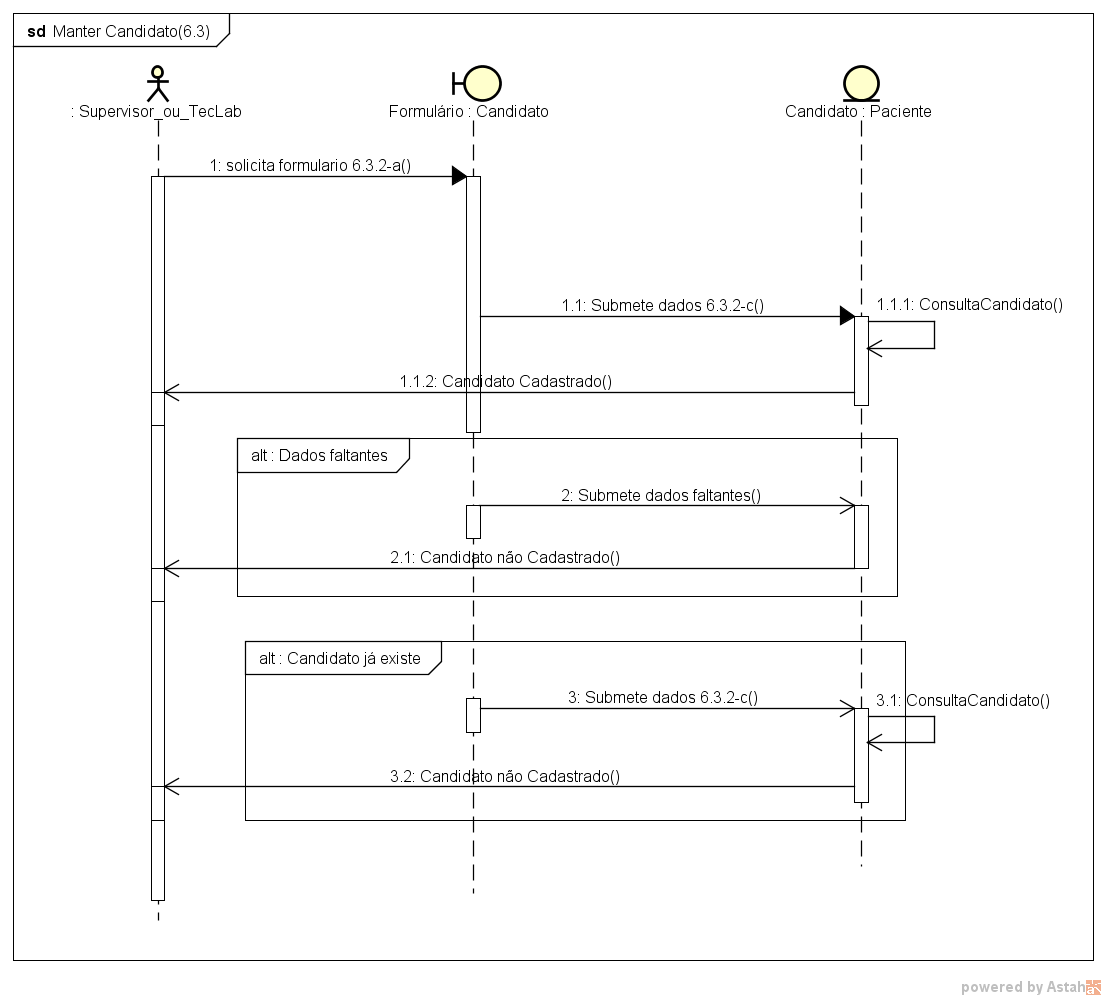 sd Manter Candidato(6.3)
: Supervisor_ou_TecLab
Formulário : Candidato
Candidato : Paciente
1: solicita formulario 6.3.2-a()
1.1: Submete dados 6.3.2-c()
1.1.1: ConsultaCandidato()
1.1.2: Candidato Cadastrado()
alt : Dados faltantes
2: Submete dados faltantes()
2.1: Candidato não Cadastrado()
alt : Candidato já existe
3: Submete dados 6.3.2-c()
3.1: ConsultaCandidato()
3.2: Candidato não Cadastrado()
powered by Astah